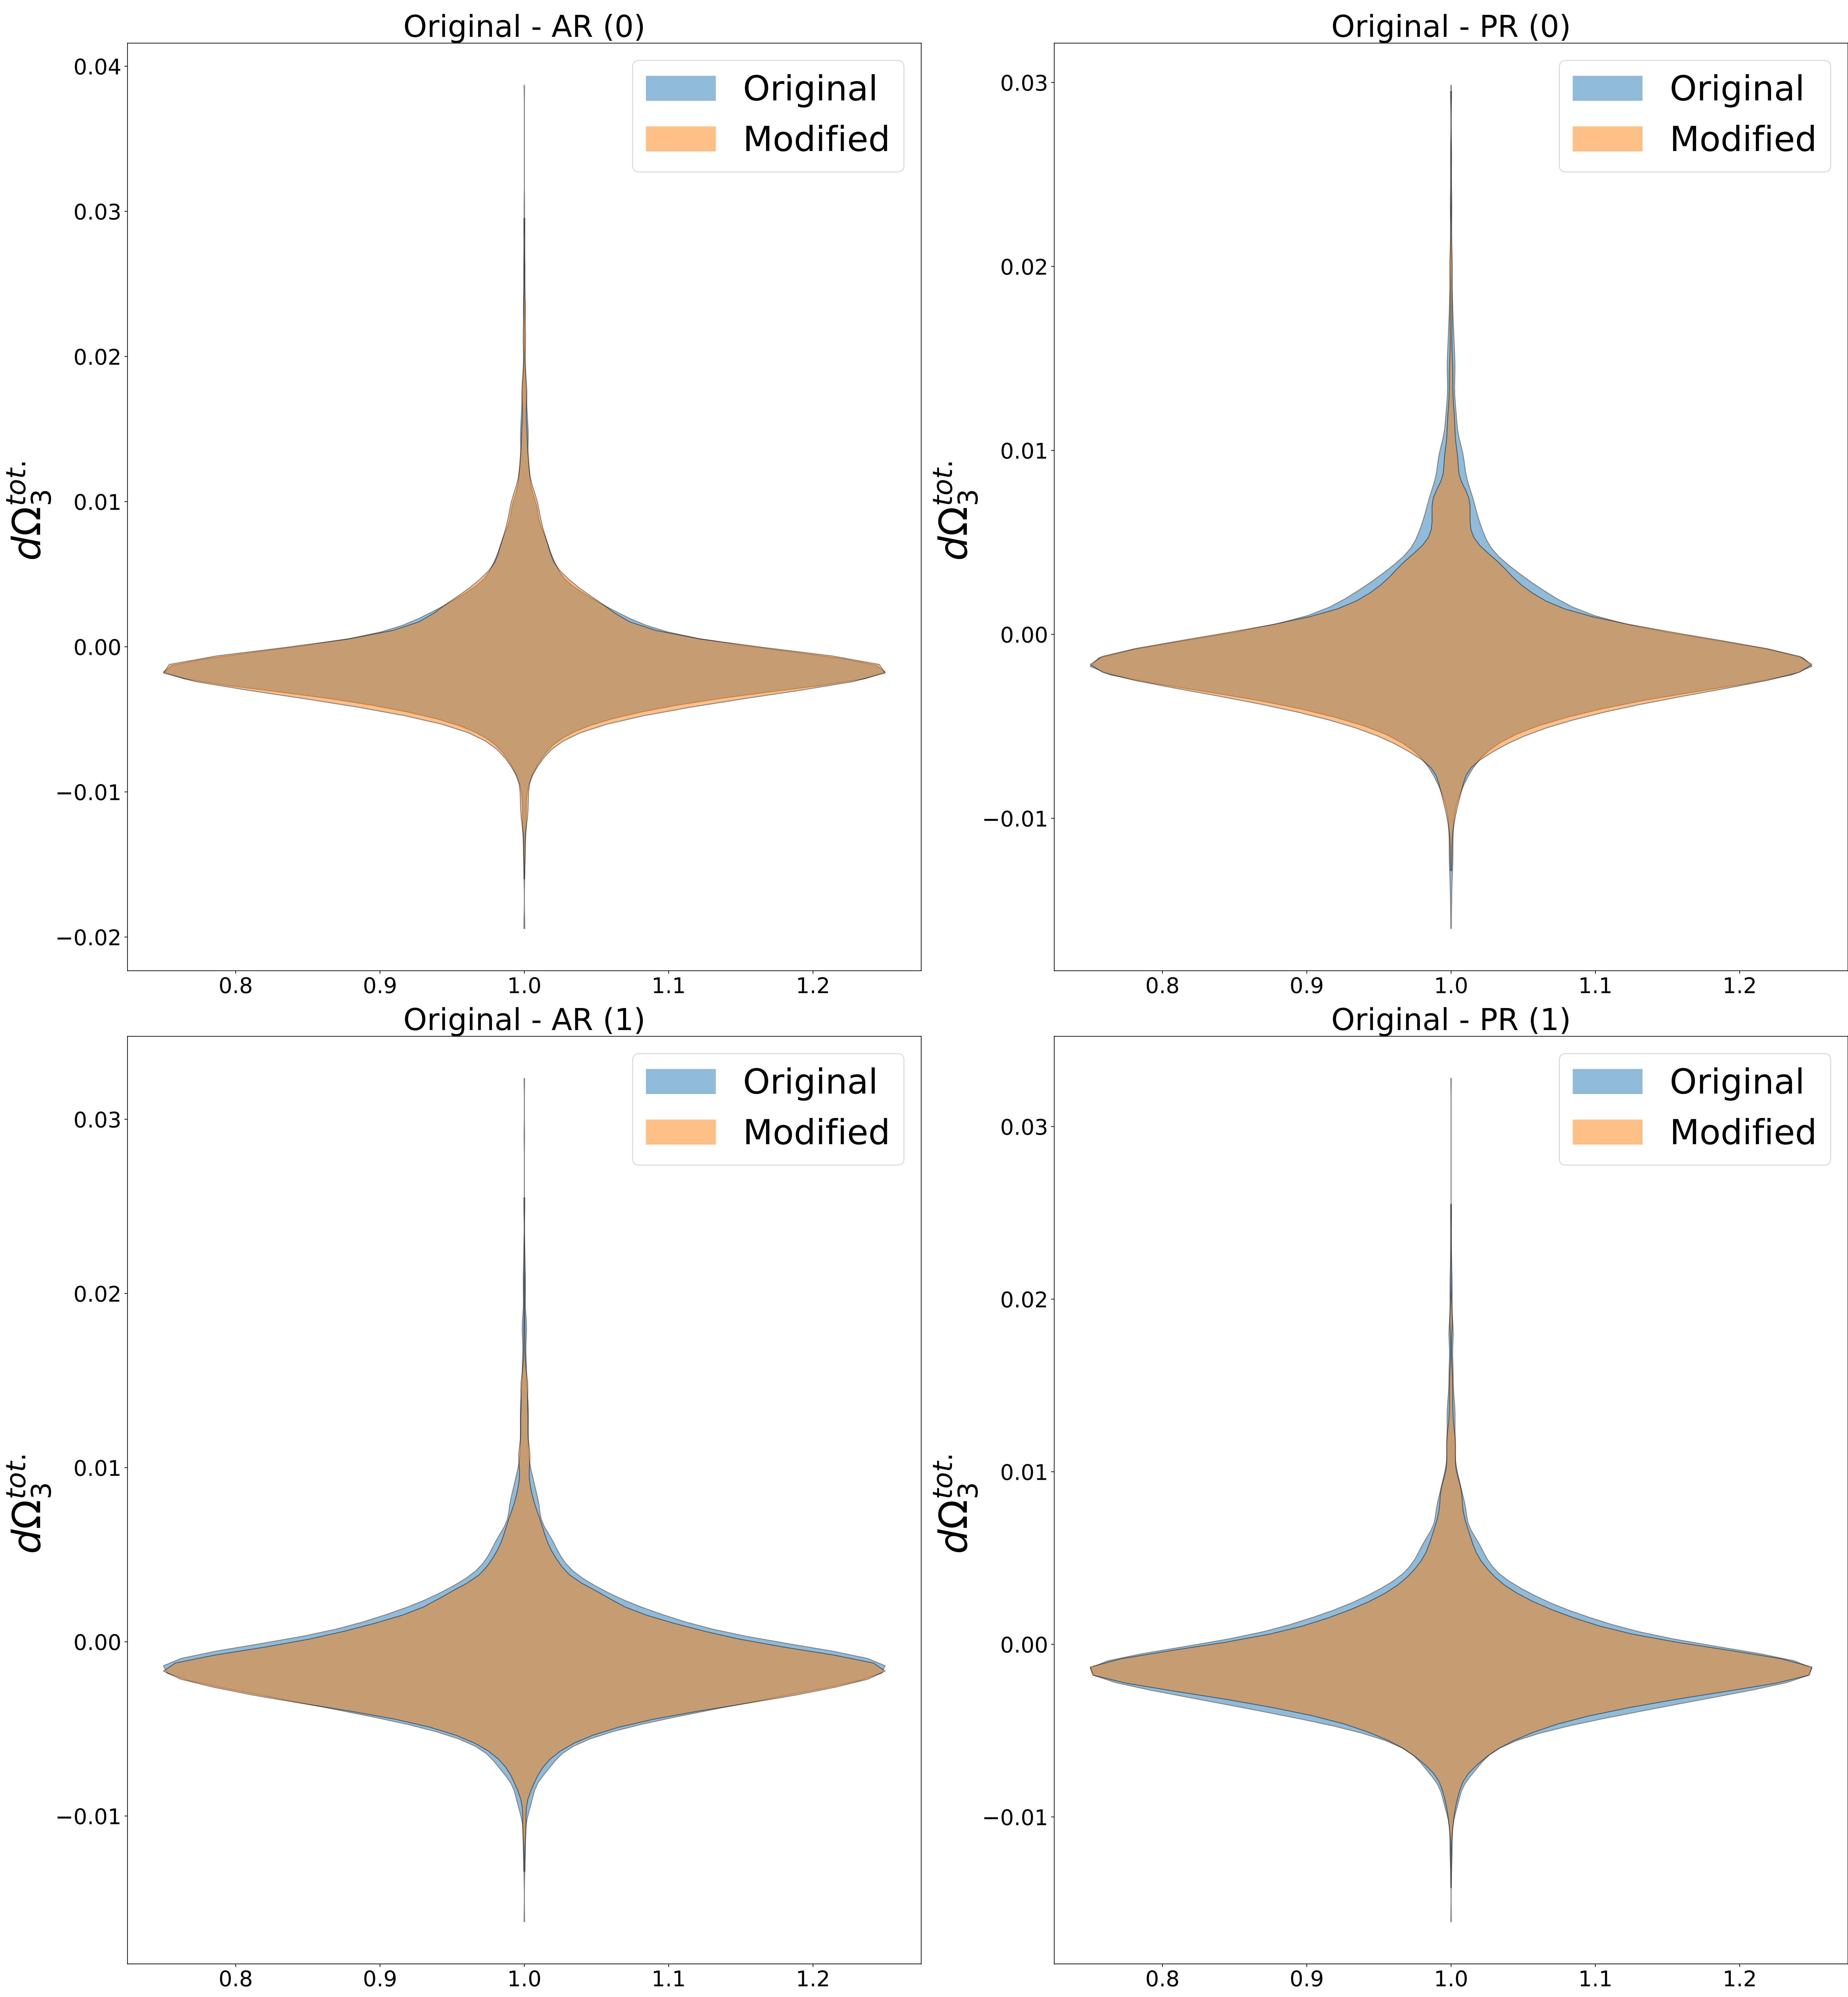 Original - AR (0)
0.04
0.03
0.02
0.01
0.00
−0.01
−0.02
dΩ₃ᵗᵒᵗ·
0.8 0.9 1.0 1.1 1.2
Original
Modified
Original - PR (0)
0.03
0.02
0.01
0.00
−0.01
dΩ₃ᵗᵒᵗ·
0.8 0.9 1.0 1.1 1.2
Original
Modified
Original - AR (1)
0.03
0.02
0.01
0.00
−0.01
dΩ₃ᵗᵒᵗ·
0.8 0.9 1.0 1.1 1.2
Original
Modified
Original - PR (1)
0.03
0.02
0.01
0.00
−0.01
dΩ₃ᵗᵒᵗ·
0.8 0.9 1.0 1.1 1.2
Original
Modified